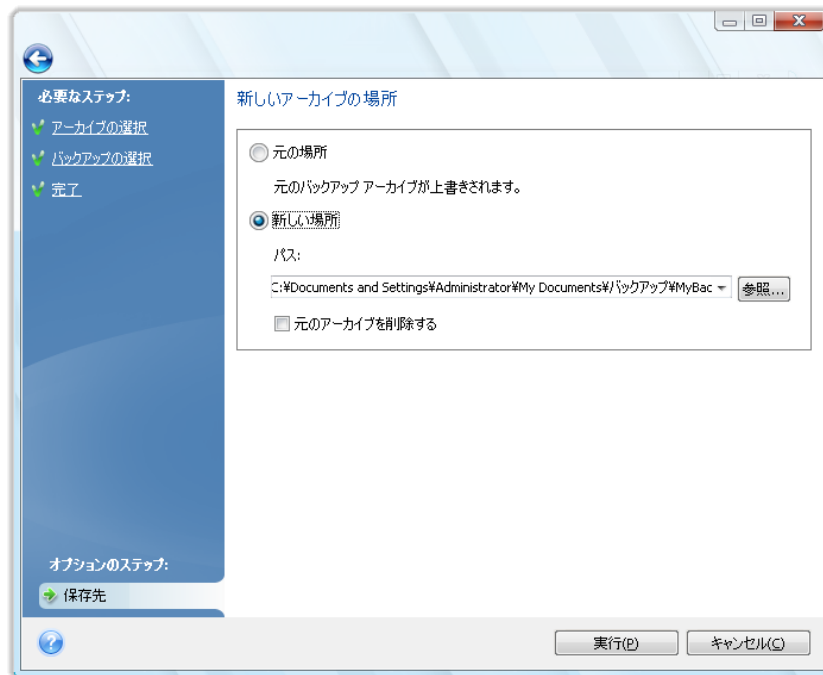 必要なステップ:
アーカイブの選択
バックアップの選択
完了
新しいアーカイブの場所
元の場所
元のバックアップ アーカイブが上書きされます。
新しい場所
パス:
C:¥Documents and Settings¥Administrator¥My Documents¥バックアップ¥MyBac
参照...
元のアーカイブを削除する
オプションのステップ:
保存先
実行(P)
キャンセル(C)